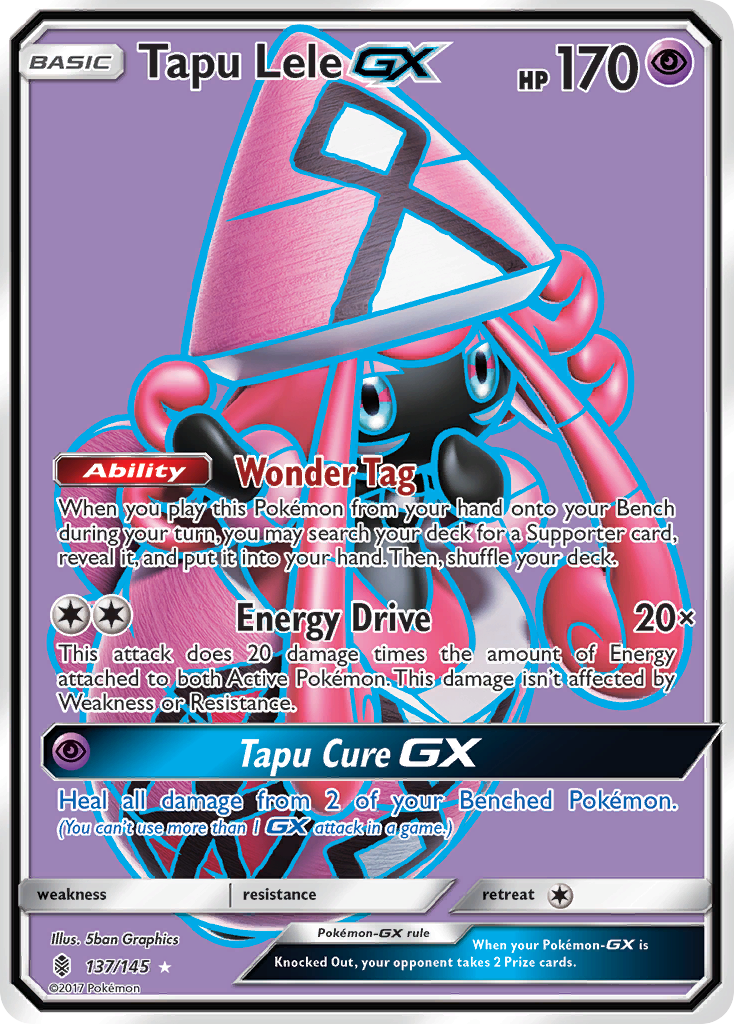 BASIC Tapu Lele GX HP 170
Ability Wonder Tag
When you play this Pokémon from your hand onto your Bench
during your turn, you may search your deck for a Supporter card,
reveal it, and put it into your hand. Then, shuffle your deck.
Energy Drive 20×
This attack does 20 damage times the amount of Energy
attached to both Active Pokémon. This damage isn't affected by
Weakness or Resistance.
Tapu Cure GX
Heal all damage from 2 of your Benched Pokémon.
(You can't use more than 1 GX attack in a game.)
weakness resistance retreat
Illus. 5ban Graphics
137/145
©2017 Pokémon
Pokémon-GX rule
When your Pokémon-GX is
Knocked Out, your opponent takes 2 Prize cards.